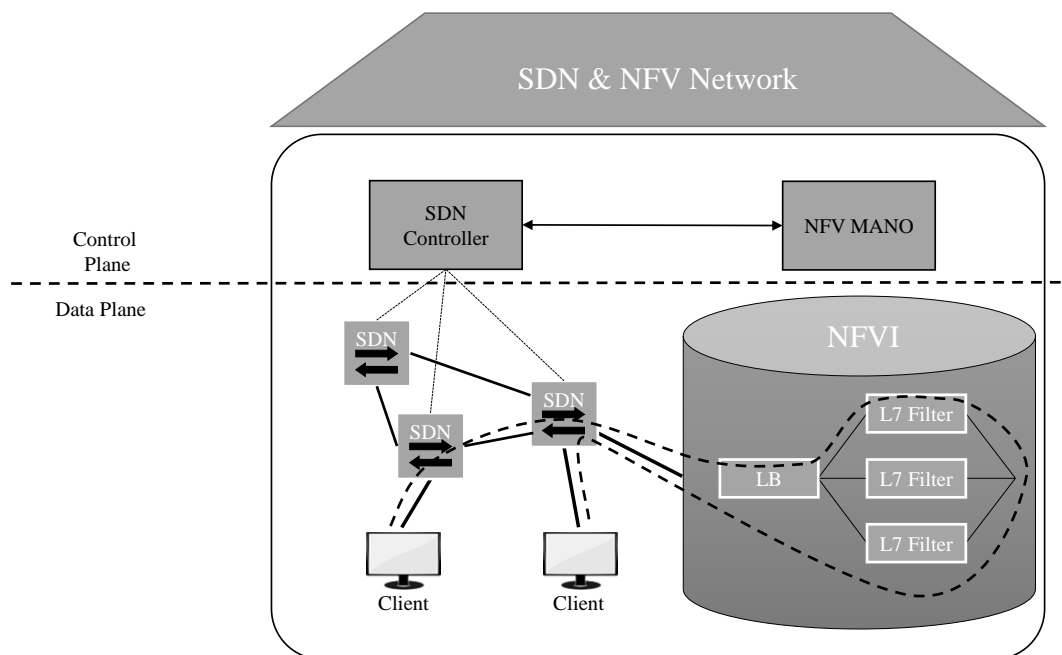 SDN & NFV Network
SDN
Controller
NFV MANO
Control
Plane
Data Plane
SDN
NFVI
SDN
SDN
L7 Filter
LB
L7 Filter
L7 Filter
Client
Client